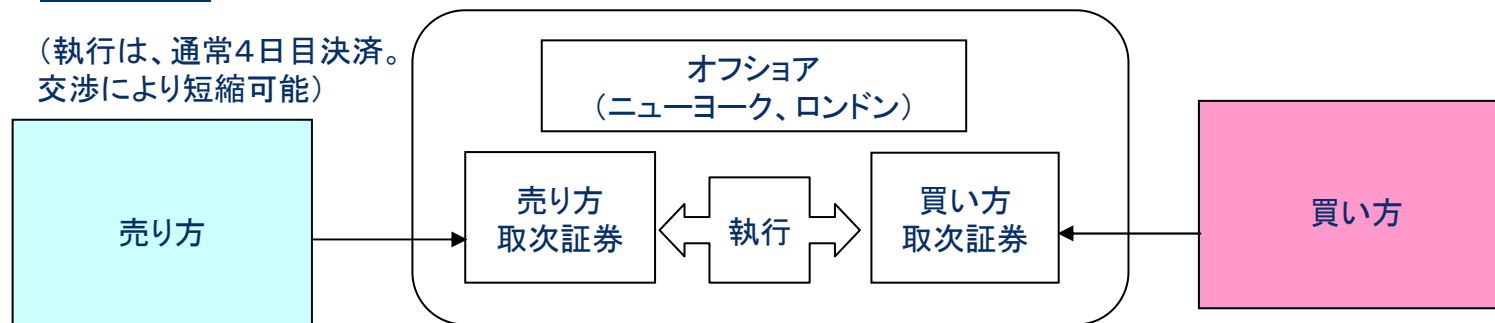 (執行は、通常4日目決済。
交渉により短縮可能)
オフショア
(ニューヨーク、ロンドン)
売り方
売り方
取次証券
執行
買い方
取次証券
買い方